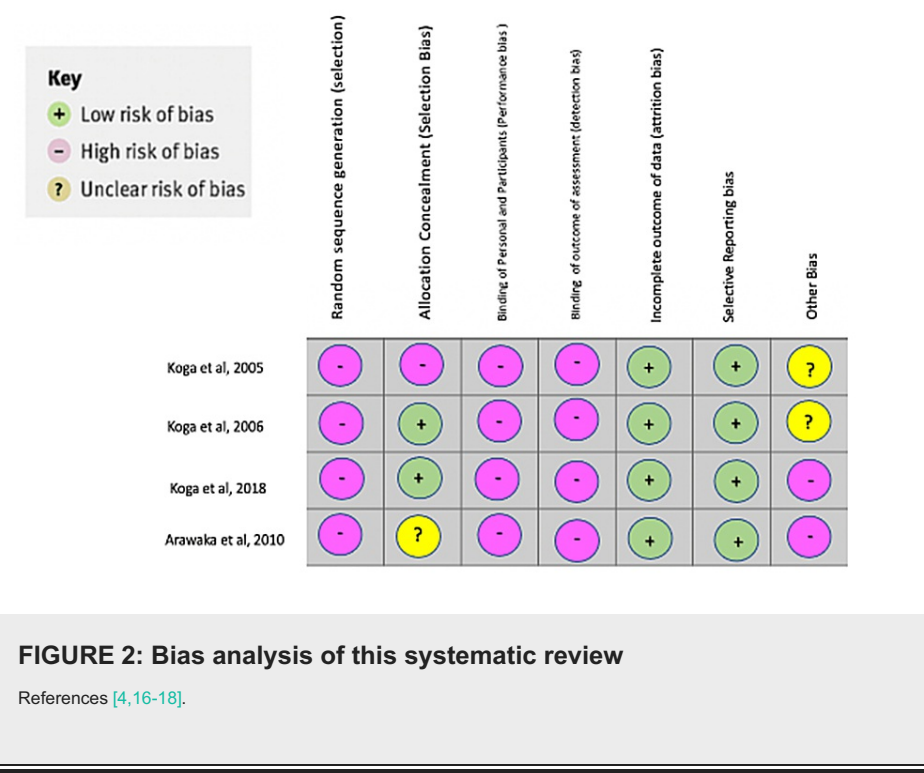 Key
+ Low risk of bias
- High risk of bias
? Unclear risk of bias
Random sequence generation (selection)
Allocation Concealment (Selection Bias)
Binding of Personal and Participants (Performance bias )
Binding of outcome of assessment (detection bias)
Incomplete outcome of data (attrition bias)
Selective Reporting bias
Other Bias
Koga et al, 2005 - - - - + + ?
Koga et al, 2006 - + - - + + ?
Koga et al, 2018 - + - - + + -
Arawaka et al, 2010 - ? - - + + -
FIGURE 2: Bias analysis of this systematic review
References [4,16-18].